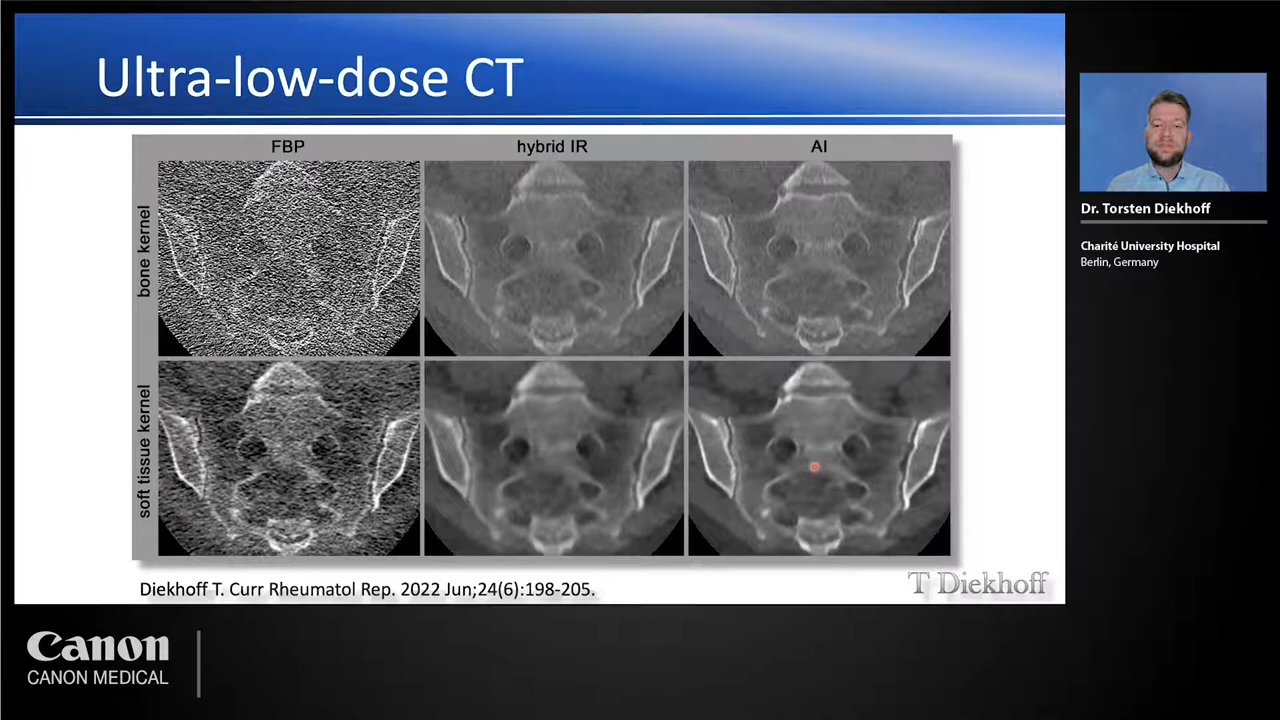 Ultra-low-dose CT
FBP
hybrid IR
AI
bone kernel
soft tissue kernel
Diekhoff T. Curr Rheumatol Rep. 2022 Jun;24(6):198-205.
T Diekhoff
Dr. Torsten Diekhoff
Charité University Hospital
Berlin, Germany
Canon
CANON MEDICAL